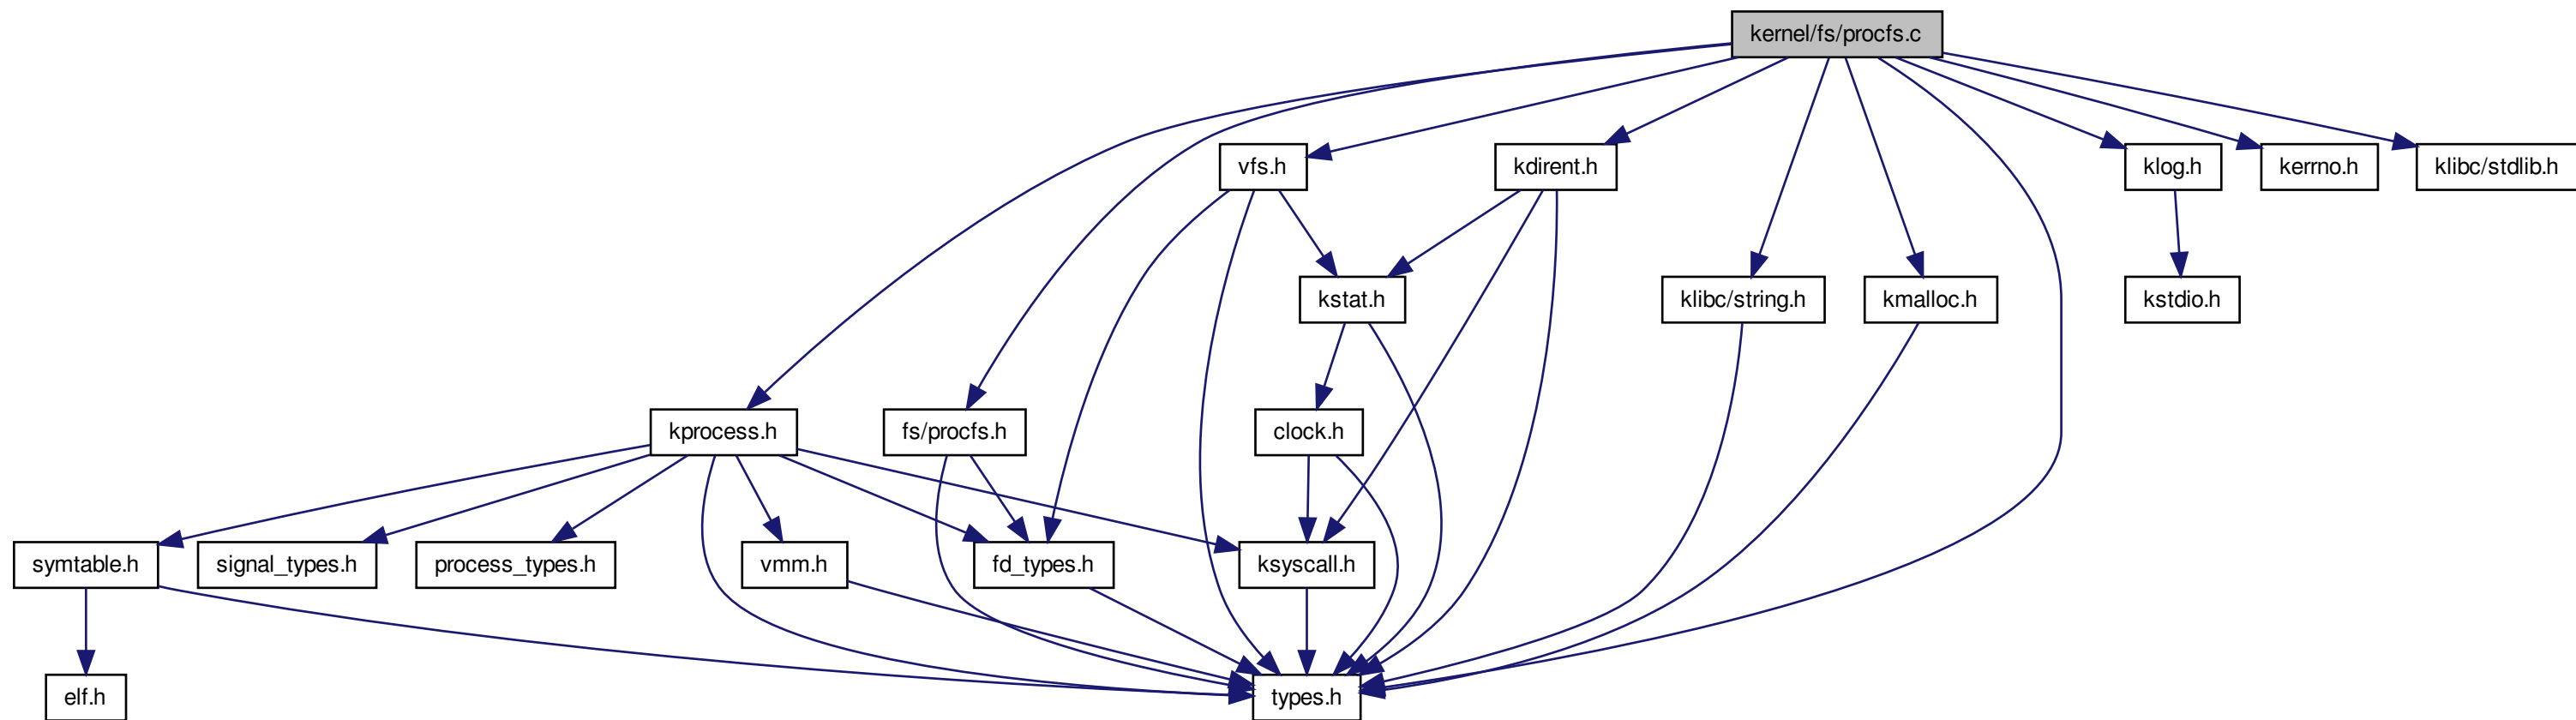 kernel/fs/procfs.c
vfs.h
kdirent.h
klog.h
kerrno.h
klibc/stdlib.h
kstat.h
klibc/string.h
kmalloc.h
kstdio.h
kprocess.h
fs/procfs.h
clock.h
symtable.h
signal_types.h
process_types.h
vmm.h
fd_types.h
ksyscall.h
elf.h
types.h